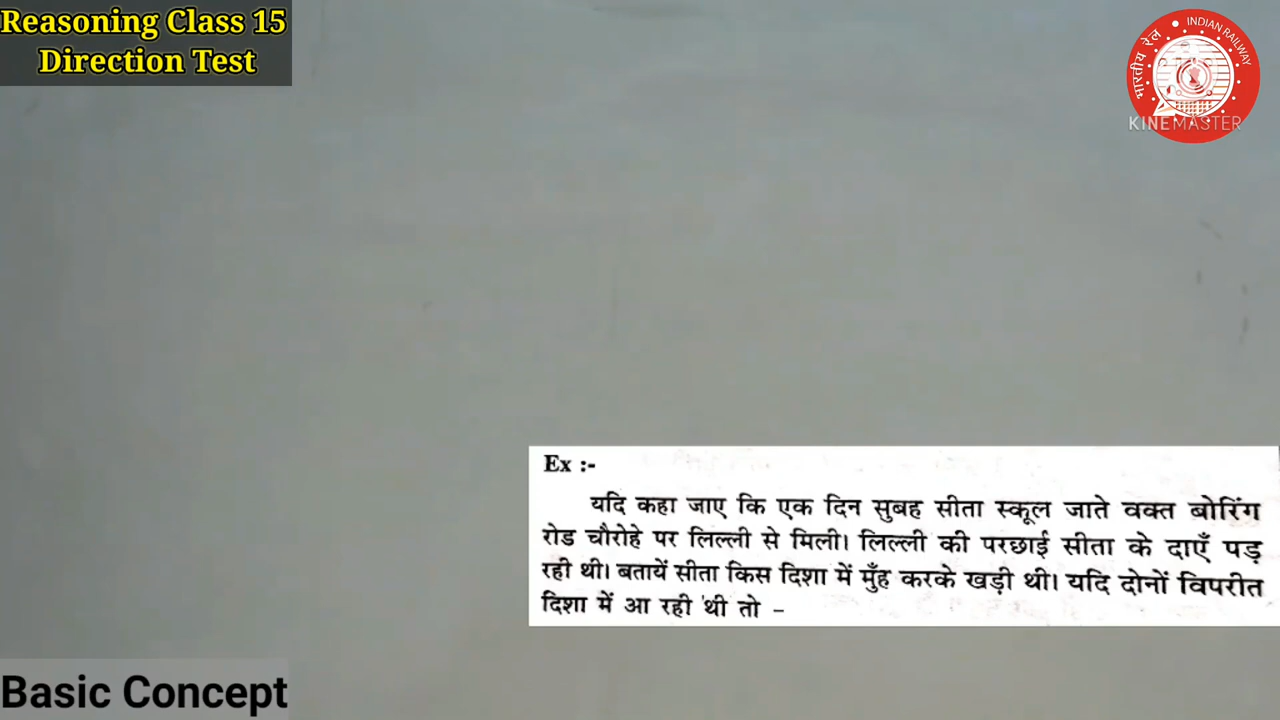 Reasoning Class 15
Direction Test
भारतीय रेल
INDIAN RAILWAY
KINEMASTER
Ex :-
यदि कहा जाए कि एक दिन सुबह सीता स्कूल जाते वक्त बोरिंग
रोड चौरोहे पर लिल्ली से मिली। लिल्ली की परछाई सीता के दाएँ पड़
रही थी। बतायें सीता किस दिशा में मुँह करके खड़ी थी। यदि दोनों विपरीत
दिशा में आ रही थी तो -
Basic Concept